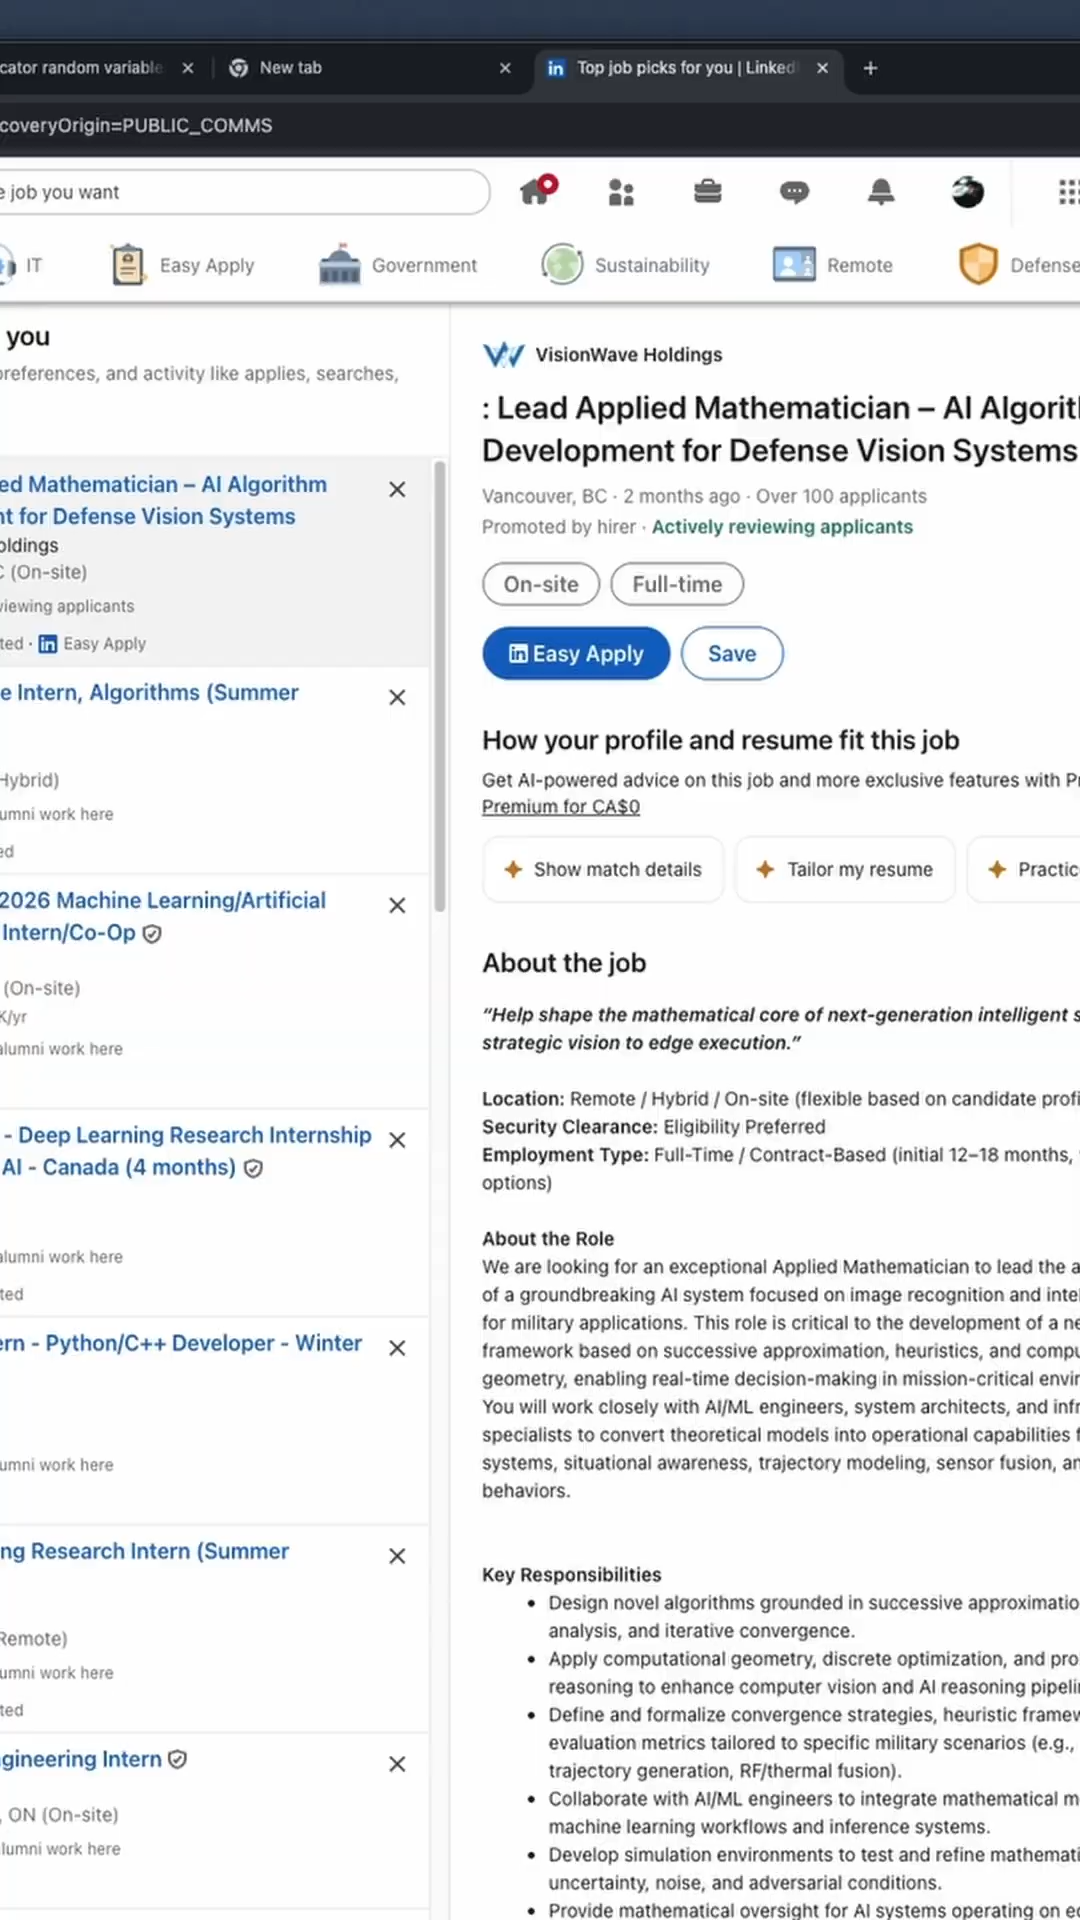 cator random variable
New tab
Top job picks for you | LinkedI
coveryOrigin=PUBLIC_COMMS
e job you want
IT
Easy Apply
Government
Sustainability
Remote
Defense
you
preferences, and activity like applies, searches,
ed Mathematician – AI Algorithm
nt for Defense Vision Systems
oldings
C (On-site)
viewing applicants
ted · in Easy Apply
e Intern, Algorithms (Summer
Hybrid)
umni work here
ed
2026 Machine Learning/Artificial
Intern/Co-Op
(On-site)
K/yr
alumni work here
- Deep Learning Research Internship
AI - Canada (4 months)
alumni work here
ted
ern - Python/C++ Developer - Winter
umni work here
ng Research Intern (Summer
Remote)
umni work here
ted
ngineering Intern
, ON (On-site)
lumni work here
VisionWave Holdings
: Lead Applied Mathematician – AI Algorith
Development for Defense Vision Systems
Vancouver, BC · 2 months ago · Over 100 applicants
Promoted by hirer · Actively reviewing applicants
On-site
Full-time
in Easy Apply
Save
How your profile and resume fit this job
Get AI-powered advice on this job and more exclusive features with Pr
Premium for CA$0
Show match details
Tailor my resume
Practic
About the job
“Help shape the mathematical core of next-generation intelligent s
strategic vision to edge execution.”
Location: Remote / Hybrid / On-site (flexible based on candidate profi
Security Clearance: Eligibility Preferred
Employment Type: Full-Time / Contract-Based (initial 12–18 months,
options)
About the Role
We are looking for an exceptional Applied Mathematician to lead the a
of a groundbreaking AI system focused on image recognition and inte
for military applications. This role is critical to the development of a ne
framework based on successive approximation, heuristics, and compu
geometry, enabling real-time decision-making in mission-critical envir
You will work closely with AI/ML engineers, system architects, and infr
specialists to convert theoretical models into operational capabilities f
systems, situational awareness, trajectory modeling, sensor fusion, an
behaviors.
Key Responsibilities
• Design novel algorithms grounded in successive approximatio
analysis, and iterative convergence.
• Apply computational geometry, discrete optimization, and pro
reasoning to enhance computer vision and AI reasoning pipelin
• Define and formalize convergence strategies, heuristic framew
evaluation metrics tailored to specific military scenarios (e.g.,
trajectory generation, RF/thermal fusion).
• Collaborate with AI/ML engineers to integrate mathematical m
machine learning workflows and inference systems.
• Develop simulation environments to test and refine mathemati
uncertainty, noise, and adversarial conditions.
• Provide mathematical oversight for AI systems operating on e